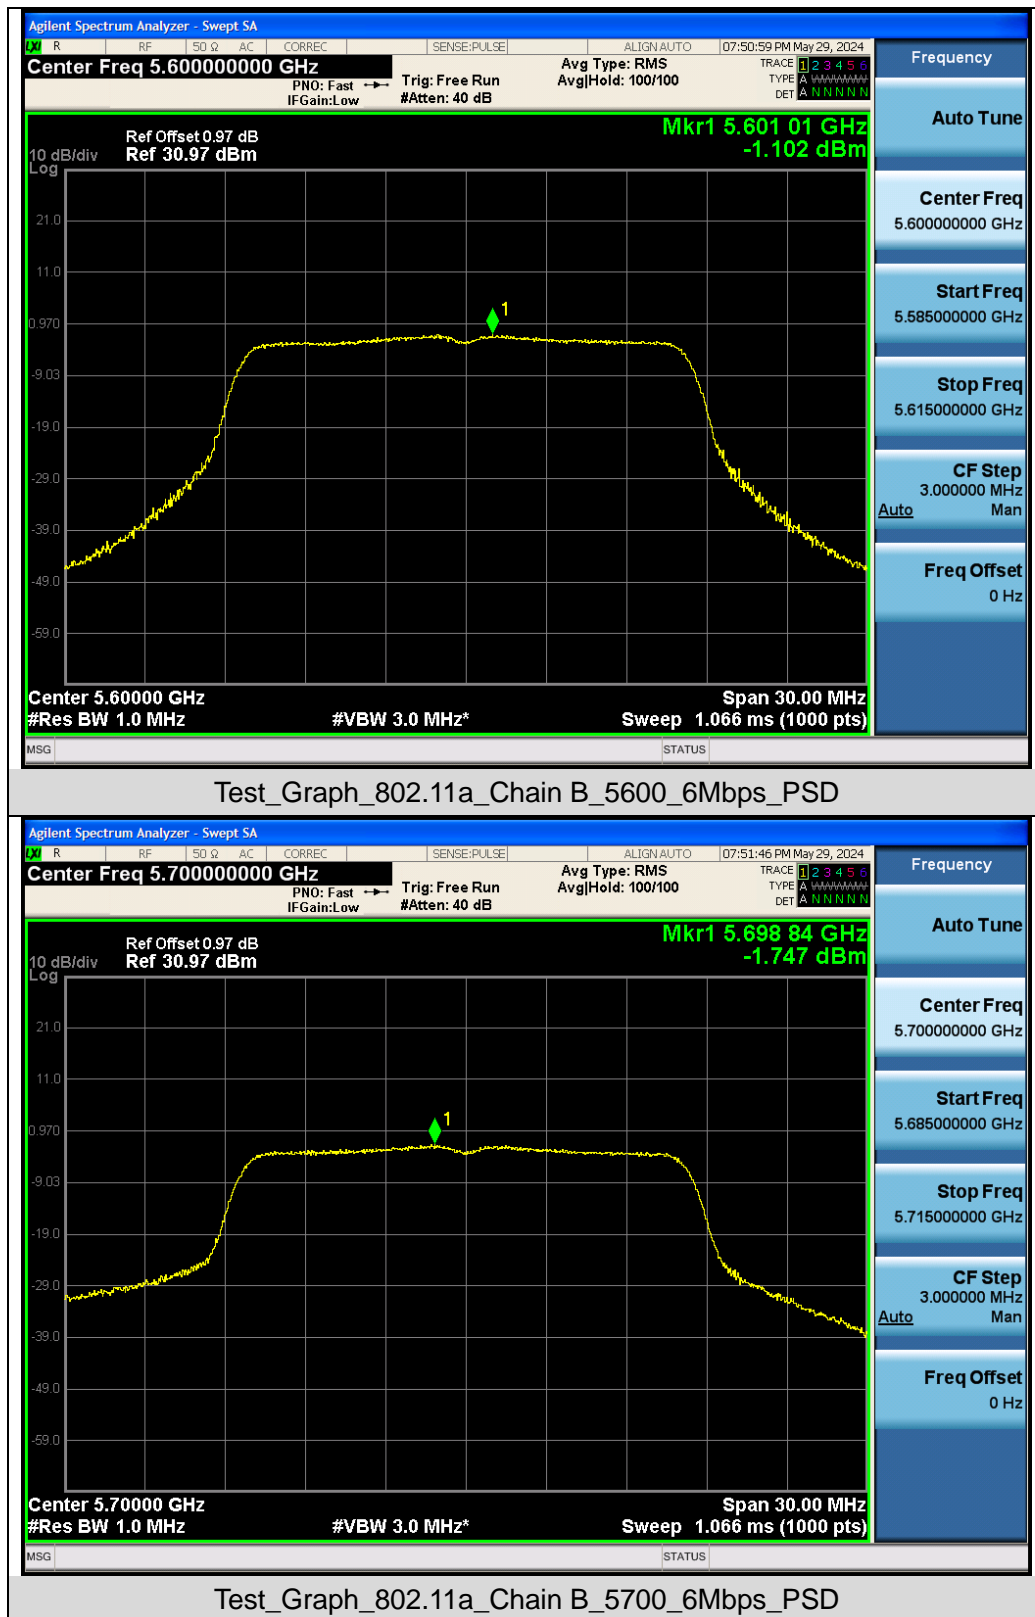 Agilent Spectrum Analyzer - Swept SA
LXI R RF 50 Ω AC CORREC SENSE:PULSE ALIGN AUTO 07:50:59 PM May 29, 2024
Center Freq 5.600000000 GHz
PNO: Fast
IFGain:Low
Trig: Free Run
#Atten: 40 dB
Avg Type: RMS
Avg|Hold: 100/100
TRACE 1 2 3 4 5 6
TYPE A WWWWW
DET A N N N N N
Ref Offset 0.97 dB
Ref 30.97 dBm
10 dB/div
Log
Mkr1 5.601 01 GHz
-1.102 dBm
1
21.0
11.0
0.970
-9.03
-19.0
-29.0
-39.0
-49.0
-59.0
Center 5.60000 GHz
Span 30.00 MHz
#Res BW 1.0 MHz
#VBW 3.0 MHz*
Sweep 1.066 ms (1000 pts)
MSG
STATUS
Frequency
Auto Tune
Center Freq
5.600000000 GHz
Start Freq
5.585000000 GHz
Stop Freq
5.615000000 GHz
CF Step
3.000000 MHz
Auto Man
Freq Offset
0 Hz
Test_Graph_802.11a_Chain B_5600_6Mbps_PSD
Agilent Spectrum Analyzer - Swept SA
LXI R RF 50 Ω AC CORREC SENSE:PULSE ALIGN AUTO 07:51:46 PM May 29, 2024
Center Freq 5.700000000 GHz
PNO: Fast
IFGain:Low
Trig: Free Run
#Atten: 40 dB
Avg Type: RMS
Avg|Hold: 100/100
TRACE 1 2 3 4 5 6
TYPE A WWWWW
DET A N N N N N
Ref Offset 0.97 dB
Ref 30.97 dBm
10 dB/div
Log
Mkr1 5.698 84 GHz
-1.747 dBm
1
21.0
11.0
0.970
-9.03
-19.0
-29.0
-39.0
-49.0
-59.0
Center 5.70000 GHz
Span 30.00 MHz
#Res BW 1.0 MHz
#VBW 3.0 MHz*
Sweep 1.066 ms (1000 pts)
MSG
STATUS
Frequency
Auto Tune
Center Freq
5.700000000 GHz
Start Freq
5.685000000 GHz
Stop Freq
5.715000000 GHz
CF Step
3.000000 MHz
Auto Man
Freq Offset
0 Hz
Test_Graph_802.11a_Chain B_5700_6Mbps_PSD